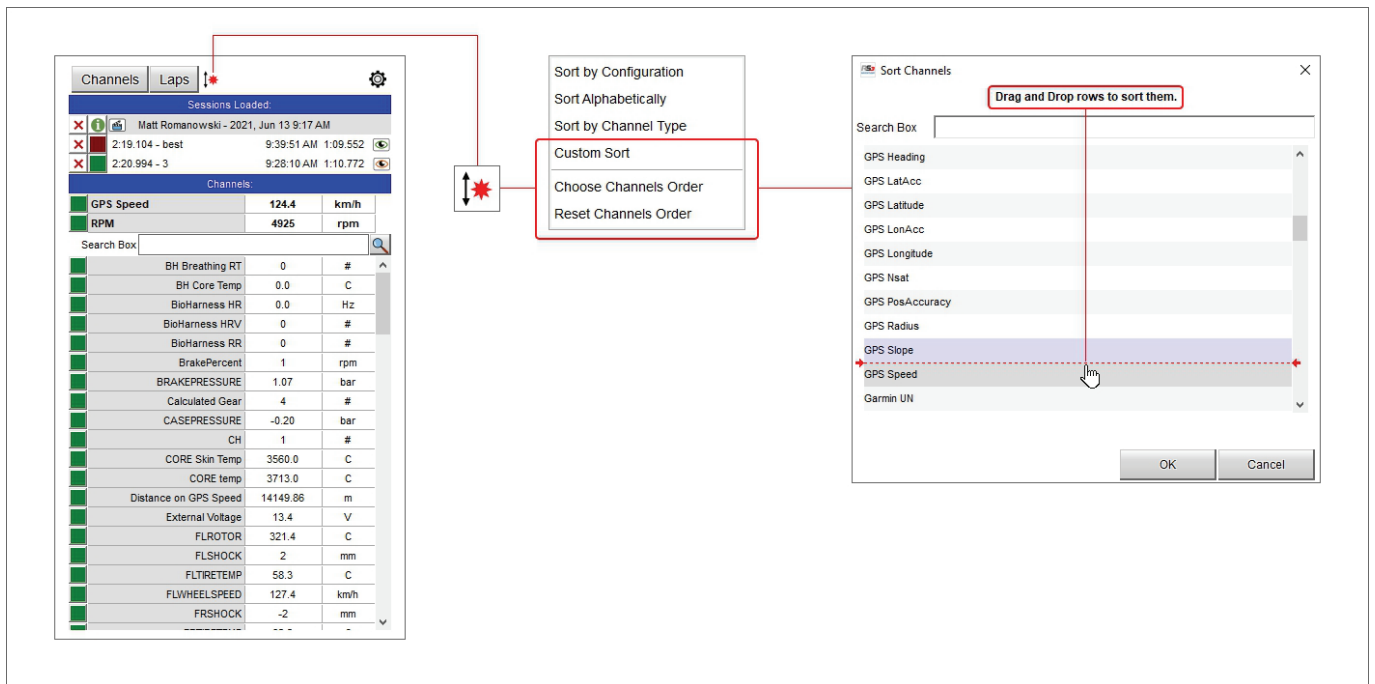 Channels Laps
Sessions Loaded:
Matt Romanowski - 2021, Jun 13 9:17 AM
2:19.104 - best 9:39:51 AM 1:09.552
2:20.994 - 3 9:28:10 AM 1:10.772
Channels:
GPS Speed 124.4 km/h
RPM 4925 rpm
Search Box
BH Breathing RT 0 #
BH Core Temp 0.0 C
BioHarness HR 0.0 Hz
BioHarness HRV 0 #
BioHarness RR 0 #
BrakePercent 1 rpm
BRAKEPRESSURE 1.07 bar
Calculated Gear 4 #
CASEPRESSURE -0.20 bar
CH 1 #
CORE Skin Temp 3560.0 C
CORE temp 3713.0 C
Distance on GPS Speed 14149.86 m
External Voltage 13.4 V
FLROTOR 321.4 C
FLSHOCK 2 mm
FLTIRETEMP 58.3 C
FLWHEELSPEED 127.4 km/h
FRSHOCK -2 mm
Sort by Configuration
Sort Alphabetically
Sort by Channel Type
Custom Sort
Choose Channels Order
Reset Channels Order
Sort Channels
Drag and Drop rows to sort them.
Search Box
GPS Heading
GPS LatAcc
GPS Latitude
GPS LonAcc
GPS Longitude
GPS Nsat
GPS PosAccuracy
GPS Radius
GPS Slope
GPS Speed
Garmin UN
OK Cancel